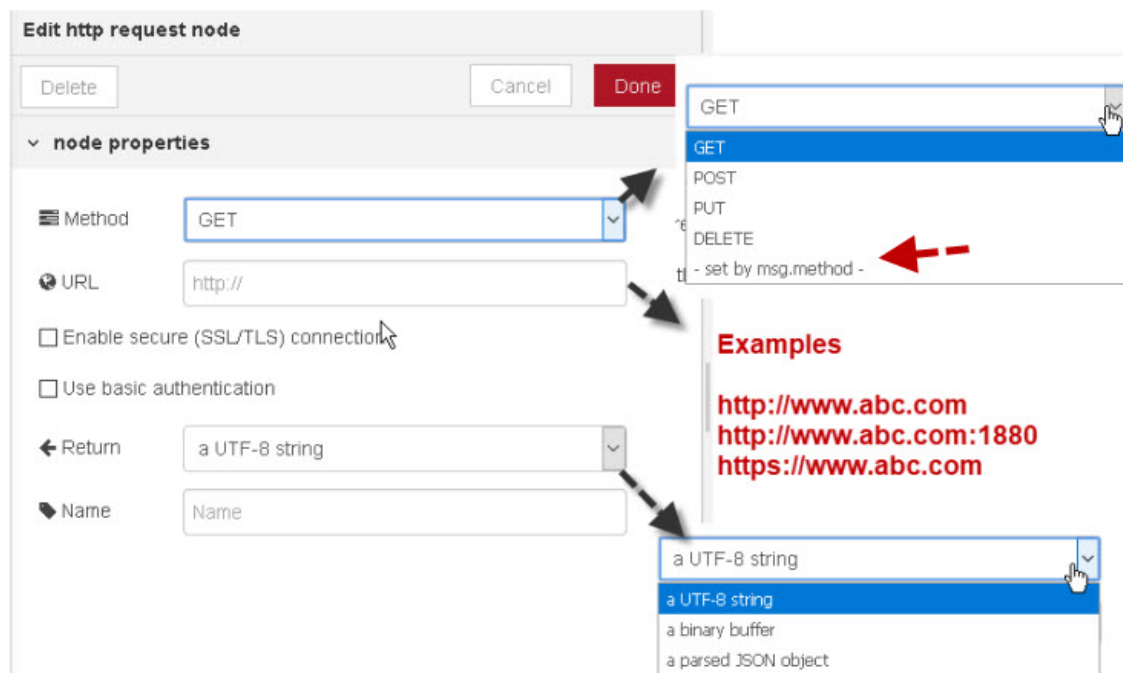 Edit http request node
Delete
Cancel
Done
node properties
Method
GET
URL
http://
Enable secure (SSL/TLS) connection
Use basic authentication
Return
a UTF-8 string
Name
Name
GET
GET
POST
PUT
DELETE
- set by msg.method -
Examples
http://www.abc.com
http://www.abc.com:1880
https://www.abc.com
a UTF-8 string
a UTF-8 string
a binary buffer
a parsed JSON object